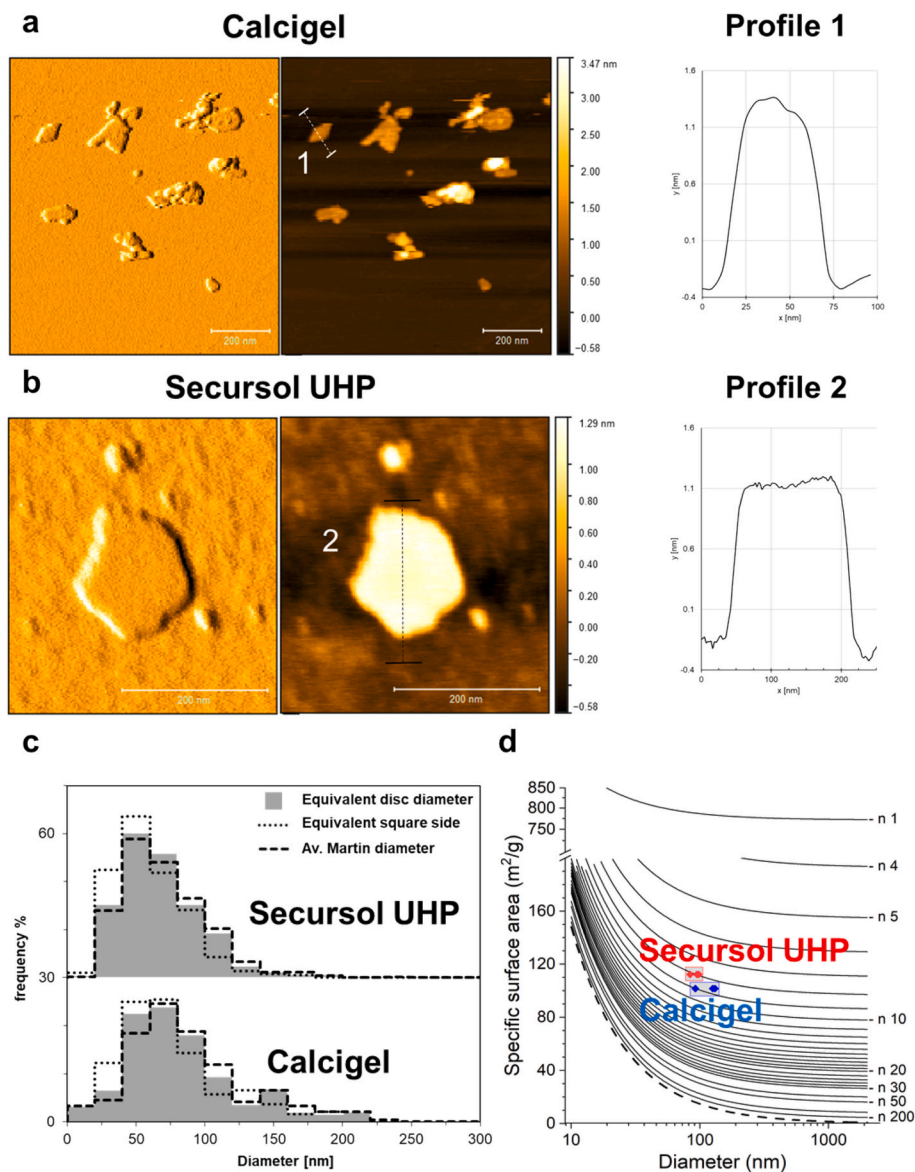 a
Calcigel
Profile 1
1
200 nm
200 nm
3.47 nm
3.00
2.50
2.00
1.50
1.00
0.50
0.00
−0.58
1.6
1.1
0.6
0.1
-0.4
y [nm]
0 25 50 75 100
x [nm]
b
Secursol UHP
Profile 2
2
200 nm
200 nm
1.29 nm
1.00
0.80
0.60
0.40
0.20
0.00
−0.20
−0.58
1.6
1.1
0.6
0.1
-0.4
y [nm]
0 100 200
x [nm]
c
Equivalent disc diameter
Equivalent square side
Av. Martin diameter
Secursol UHP
Calcigel
frequency %
60
30
20
0
0 50 100 150 200 250 300
Diameter [nm]
d
Specific surface area (m²/g)
850
800
750
160
120
80
40
0
n 1
n 4
n 5
n 10
n 20
n 30
n 50
n 200
Secursol UHP
Calcigel
10 100 1000
Diameter (nm)